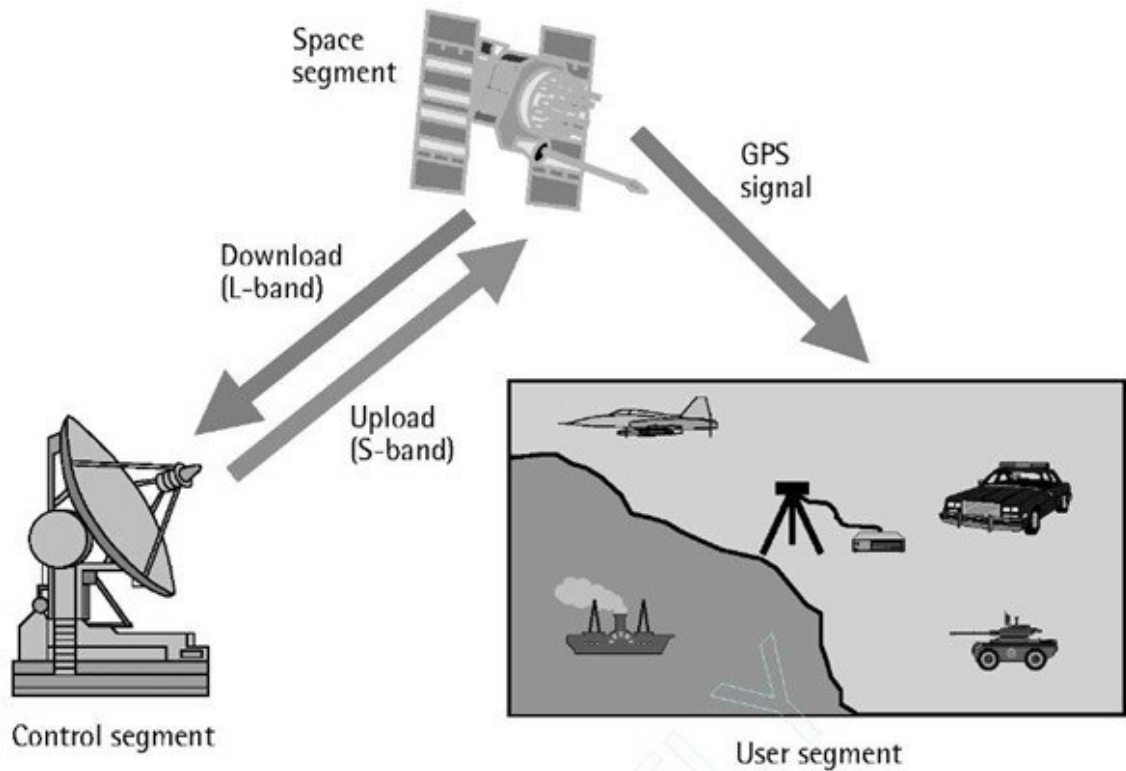 Space
segment
GPS
signal
Download
(L-band)
Upload
(S-band)
Control segment
User segment